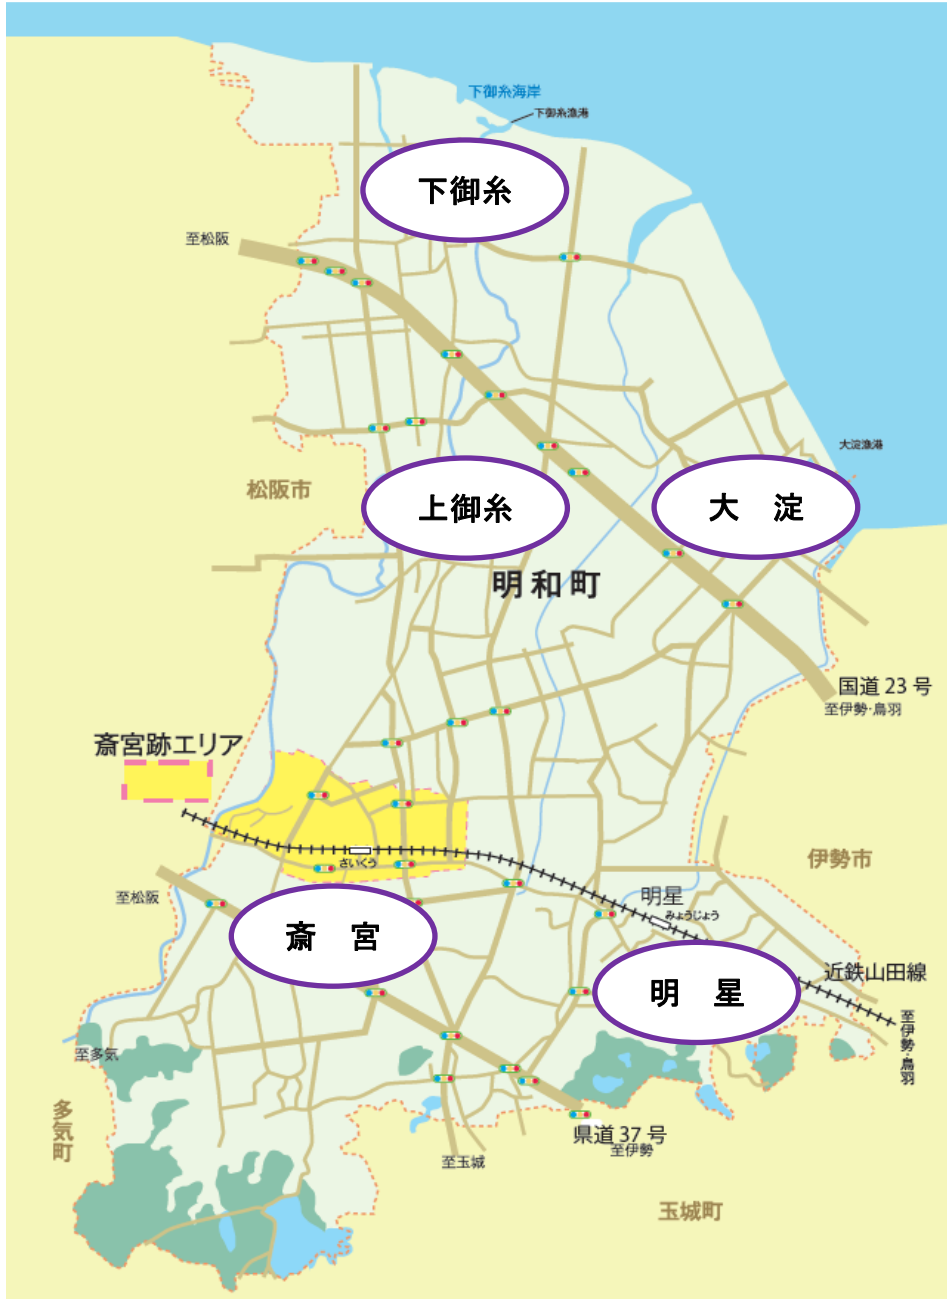 下御糸海岸
下御糸漁港
下御糸
至松阪
大淀漁港
松阪市
上御糸
大　淀
明和町
国道23号
至伊勢・鳥羽
斎宮跡エリア
さいくう
伊勢市
至松阪
明星
みょうじょう
斎　宮
近鉄山田線
明　星
至伊勢・鳥羽
至多気
多気町
県道37号
至伊勢
至玉城
玉城町